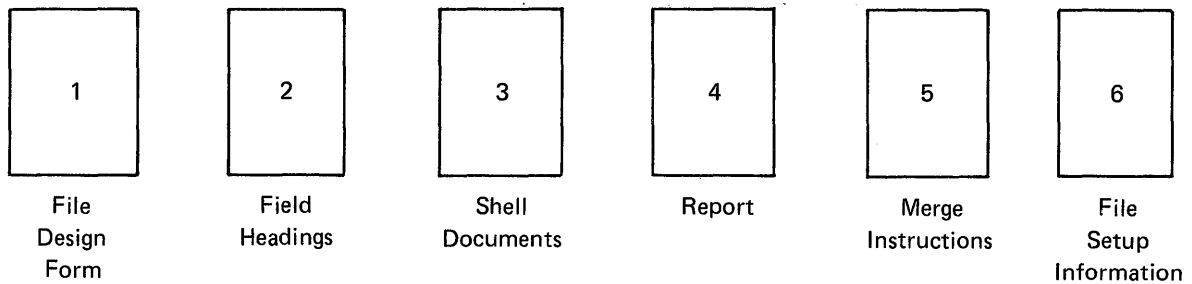 1 2 3 4 5 6
File Field Shell Report Merge File
Design Headings Documents Instructions Setup
Form Information